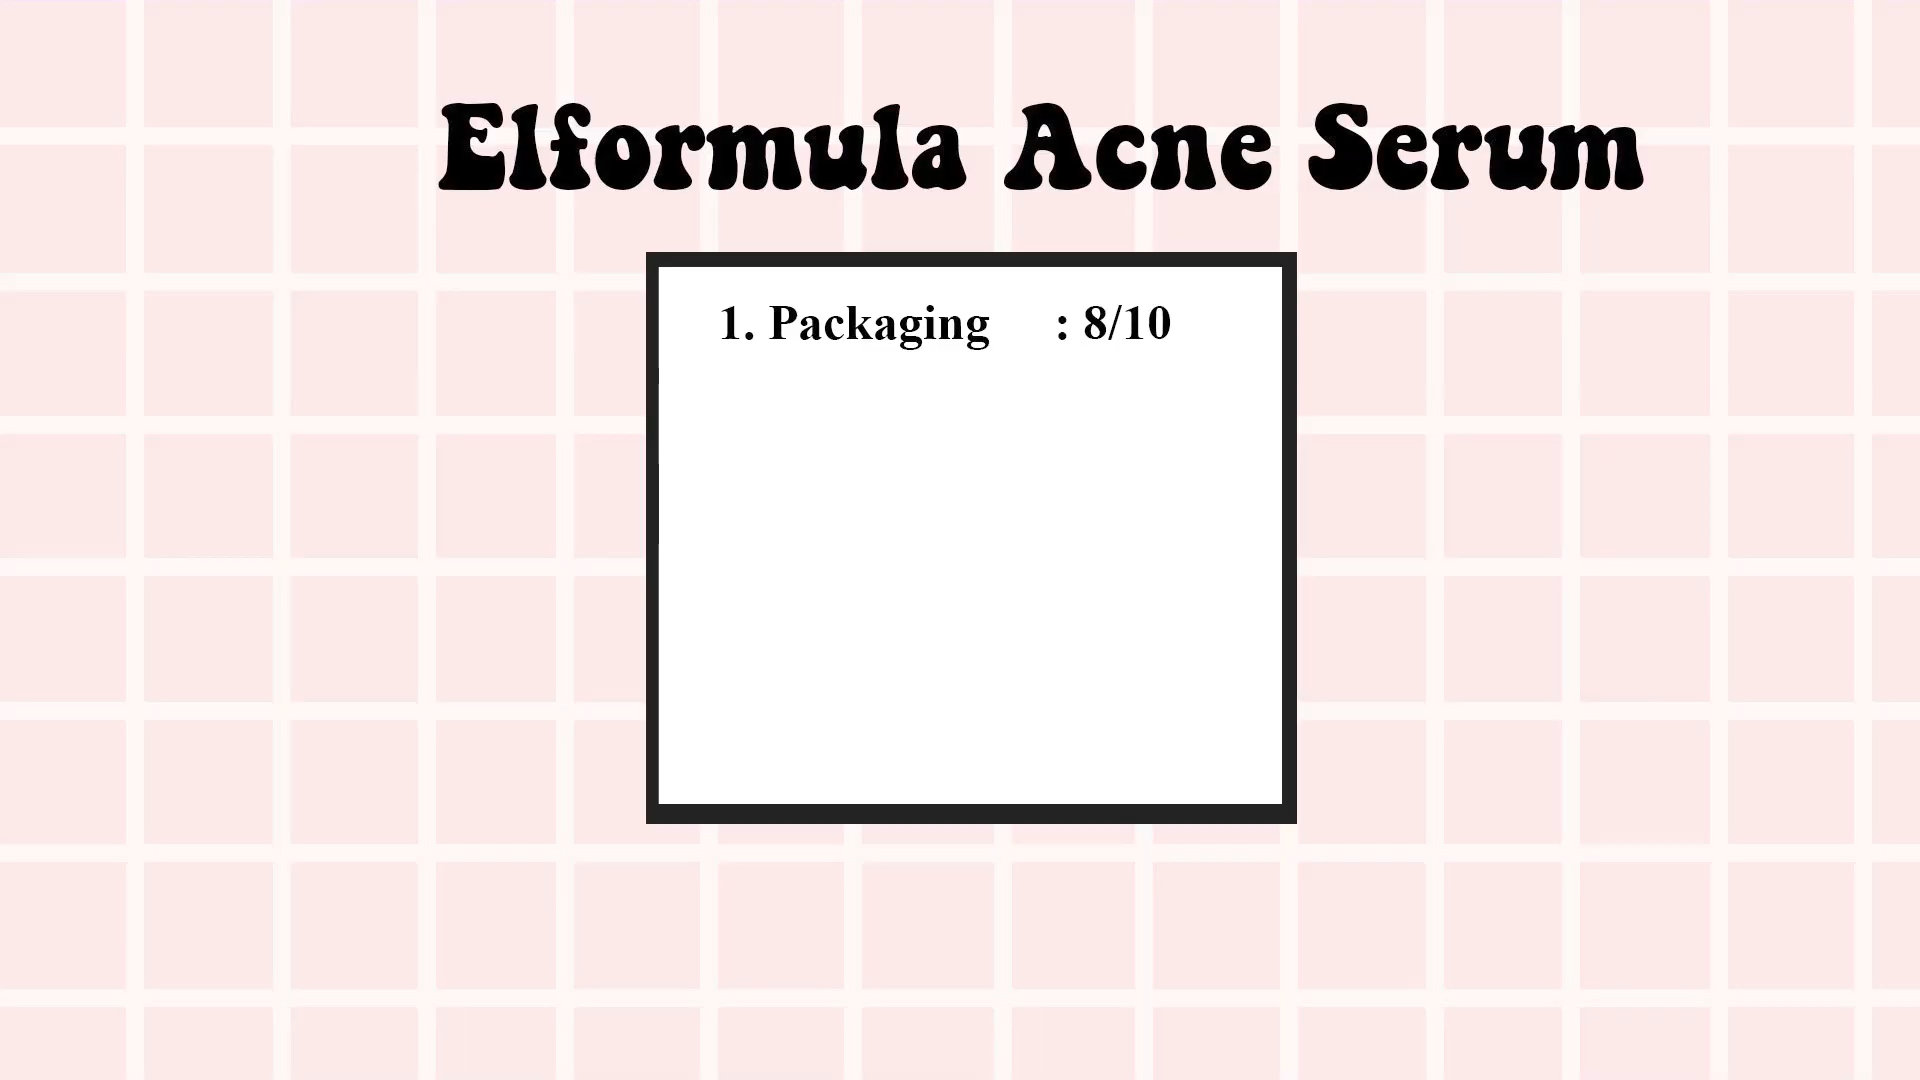 Elformula Acne Serum
1. Packaging : 8/10